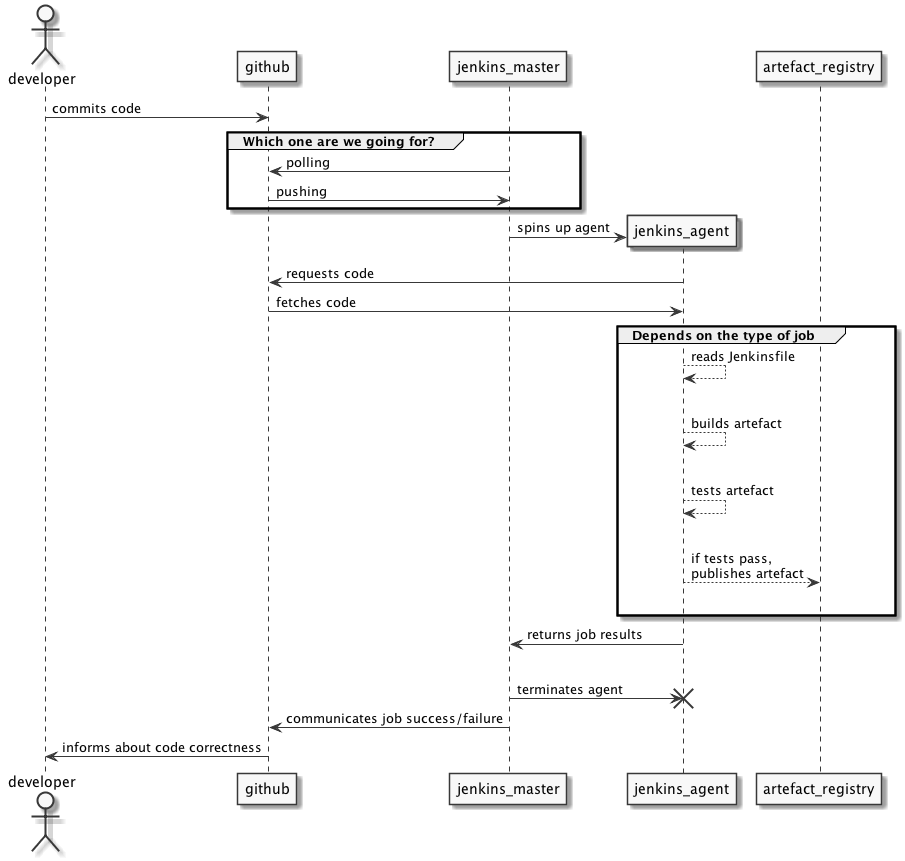 developer
github
jenkins_master
artefact_registry
commits code
Which one are we going for?
polling
pushing
spins up agent
jenkins_agent
requests code
fetches code
Depends on the type of job
reads Jenkinsfile
builds artefact
tests artefact
if tests pass,
publishes artefact
returns job results
terminates agent
communicates job success/failure
informs about code correctness
developer
github
jenkins_master
jenkins_agent
artefact_registry